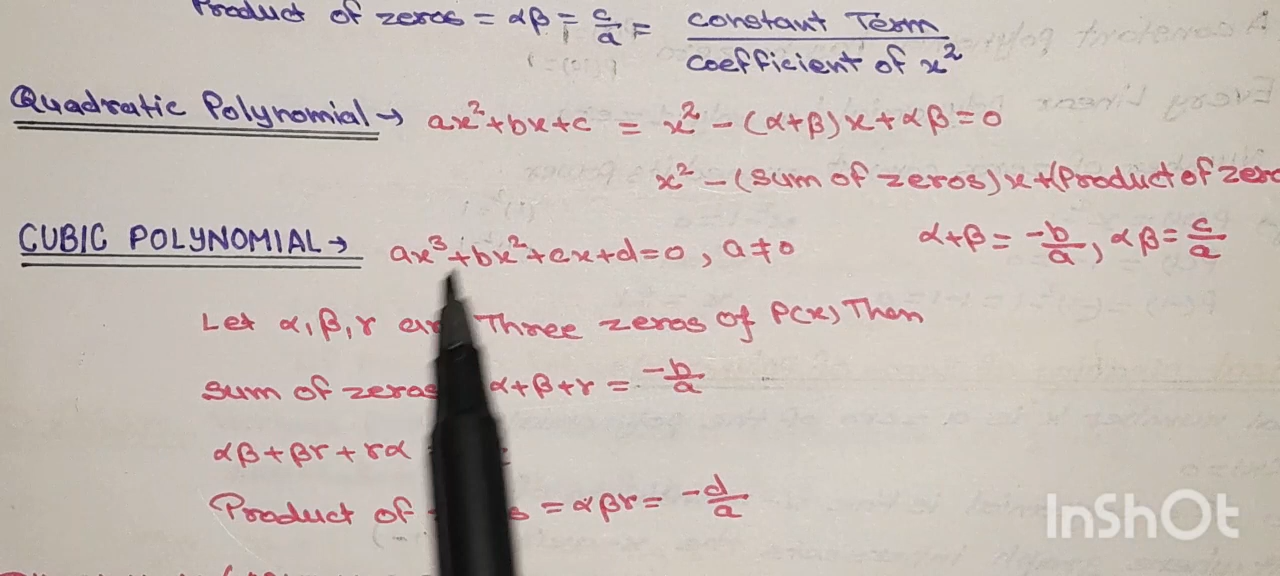 Product of zeros = αβ = c/a = constant Term / coefficient of x²
Quadratic Polynomial → ax² + bx + c = x² - (α+β)x + αβ = 0
x² - (sum of zeros)x + (Product of zero
CUBIC POLYNOMIAL → ax³ + bx² + cx + d = 0, a ≠ 0
α+β = -b/a, αβ = c/a
Let α, β, r are Three zeros of P(x) Then
sum of zeros α+β+r = -b/a
αβ + βr + rα
Product of = αβr = -d/a
InShOt